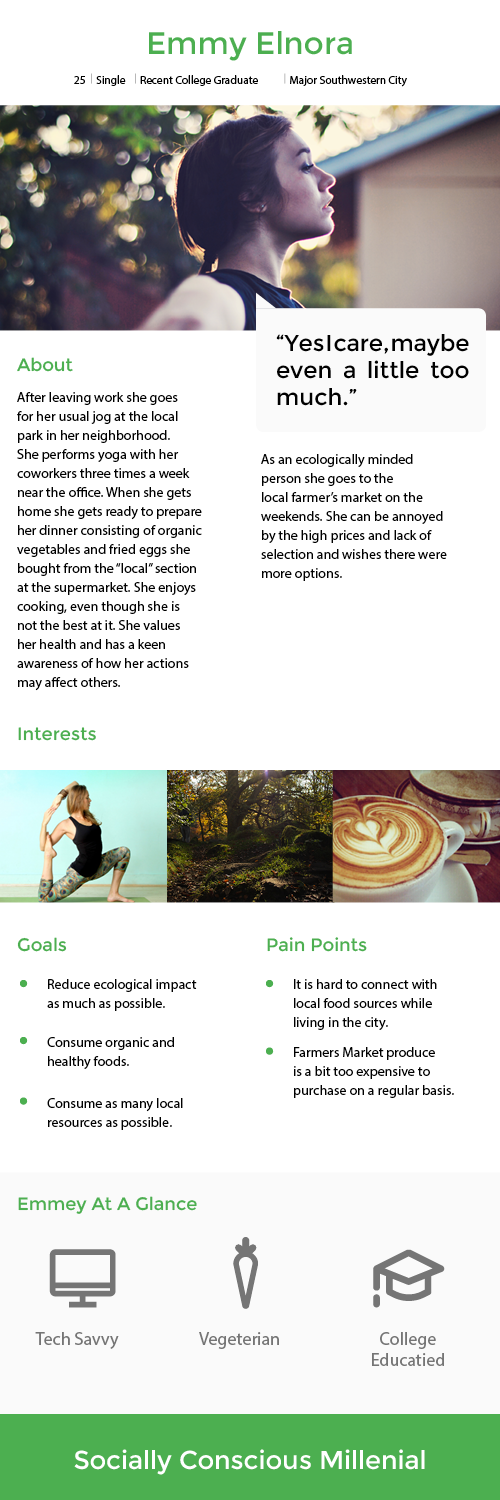 Emmy Elnora
25 | Single | Recent College Graduate | Major Southwestern City
“YesIcare,maybe
even a little too
much.”
About
After leaving work she goes
for her usual jog at the local
park in her neighborhood.
She performs yoga with her
coworkers three times a week
near the office. When she gets
home she gets ready to prepare
her dinner consisting of organic
vegetables and fried eggs she
bought from the “local” section
at the supermarket. She enjoys
cooking, even though she is
not the best at it. She values
her health and has a keen
awareness of how her actions
may affect others.
As an ecologically minded
person she goes to the
local farmer’s market on the
weekends. She can be annoyed
by the high prices and lack of
selection and wishes there were
more options.
Interests
Goals
Reduce ecological impact
as much as possible.
Consume organic and
healthy foods.
Consume as many local
resources as possible.
Pain Points
It is hard to connect with
local food sources while
living in the city.
Farmers Market produce
is a bit too expensive to
purchase on a regular basis.
Emmey At A Glance
Tech Savvy
Vegeterian
College
Educatied
Socially Conscious Millenial